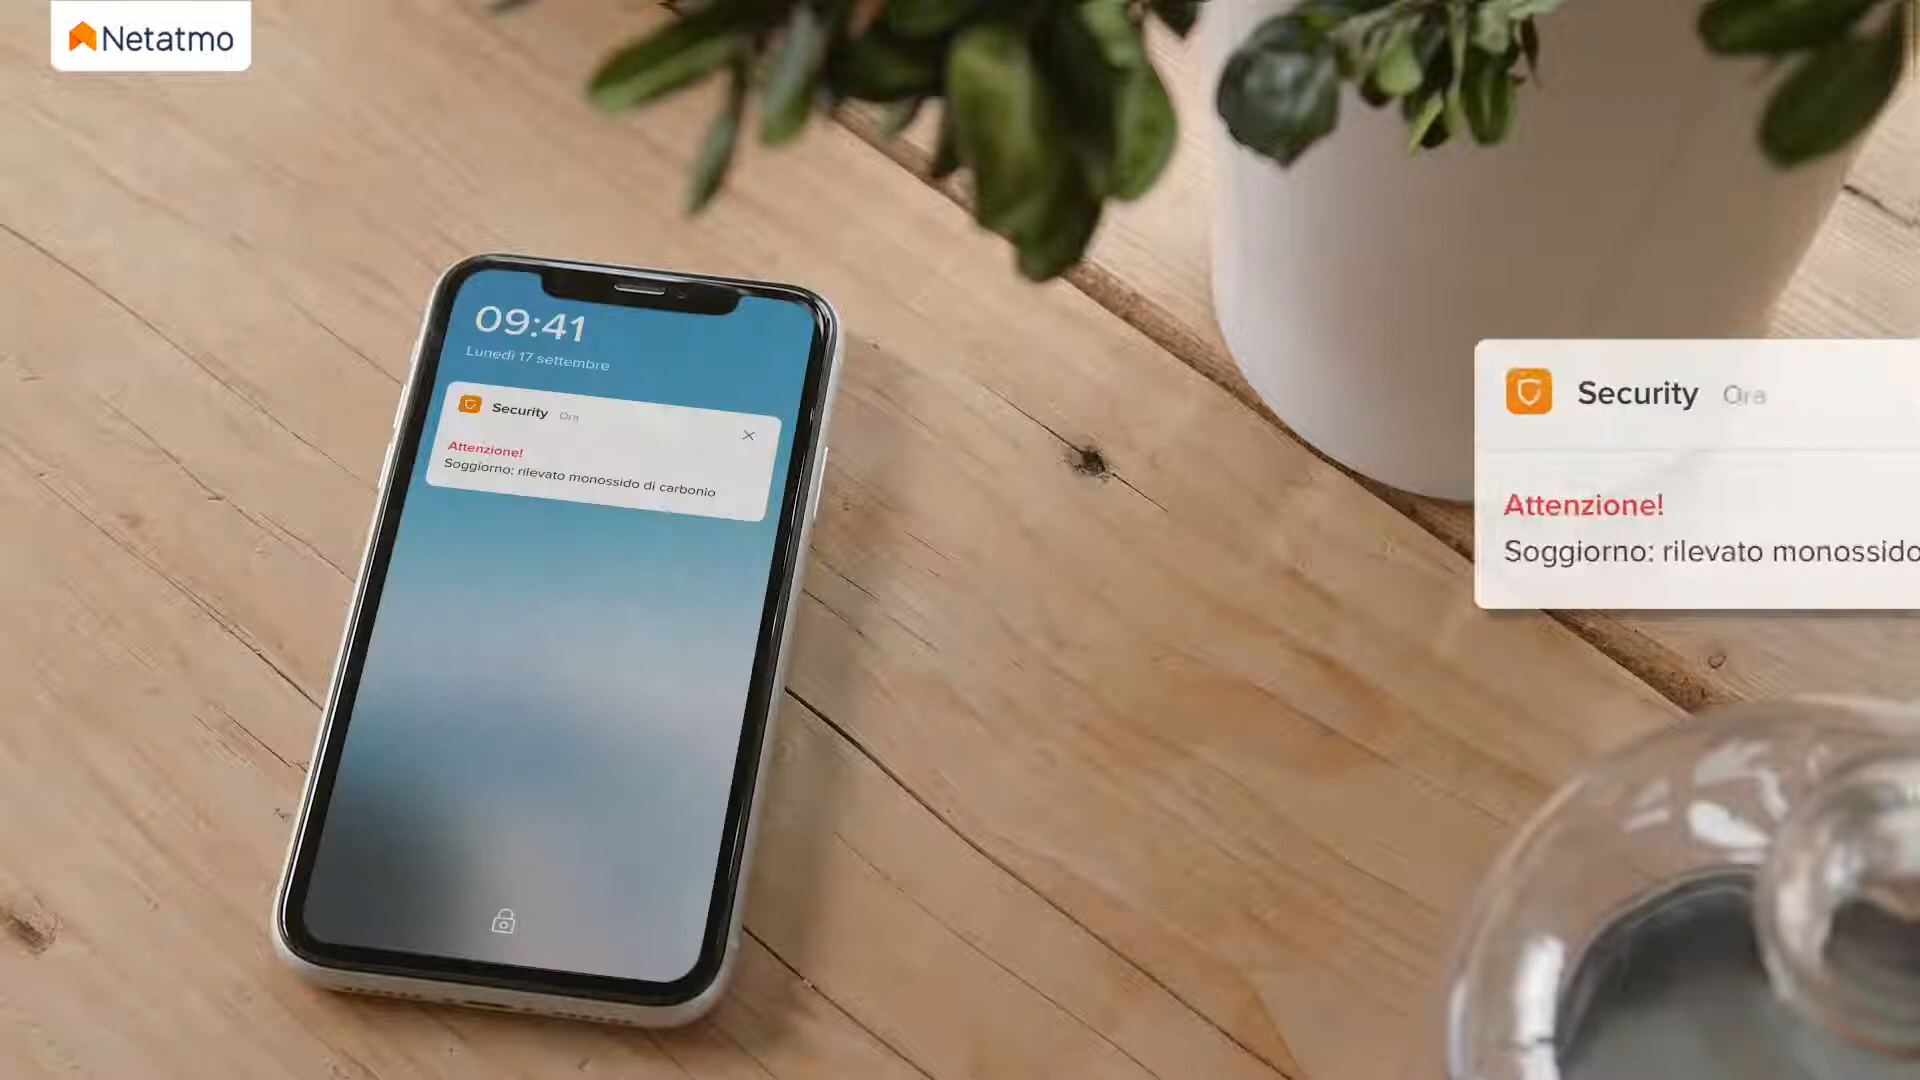 Netatmo
09:41
Lunedì 17 settembre
Security Ora
Attenzione!
Soggiorno: rilevato monossido di carbonio
Security Ora
Attenzione!
Soggiorno: rilevato monossido